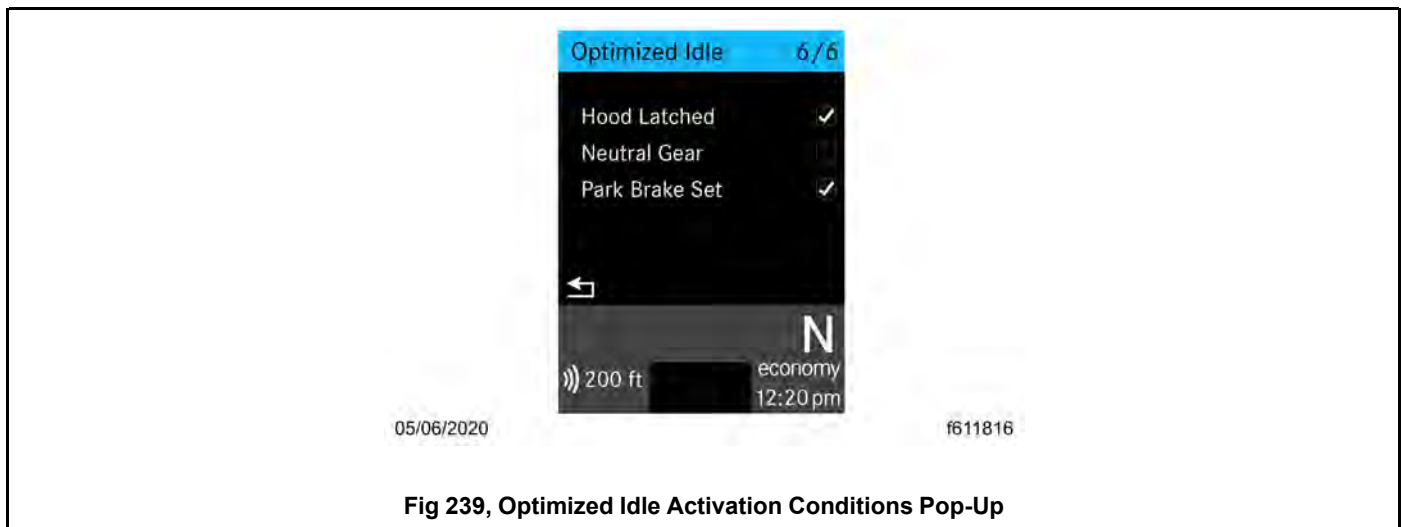 Optimized Idle 6/6
Hood Latched
Neutral Gear
Park Brake Set
N
economy
200 ft
12:20 pm
05/06/2020 f611816
Fig 239, Optimized Idle Activation Conditions Pop-Up